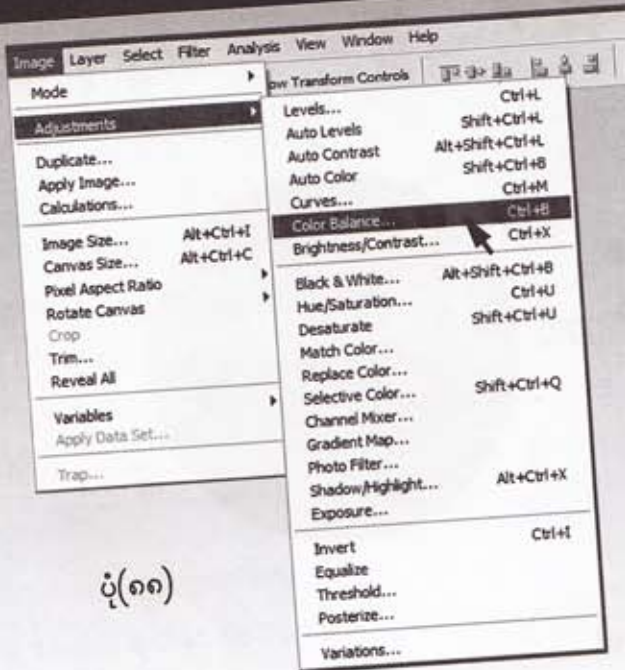 Image Layer Select Filter Analysis View Window Help
ow Transform Controls
Mode
Adjustments
Duplicate...
Apply Image...
Calculations...
Image Size... Alt+Ctrl+I
Canvas Size... Alt+Ctrl+C
Pixel Aspect Ratio
Rotate Canvas
Crop
Trim...
Reveal All
Variables
Apply Data Set...
Trap...
Levels... Ctrl+L
Auto Levels Shift+Ctrl+L
Auto Contrast Alt+Shift+Ctrl+L
Auto Color Shift+Ctrl+B
Curves... Ctrl+M
Color Balance... Ctrl+B
Brightness/Contrast... Ctrl+X
Black & White... Alt+Shift+Ctrl+B
Hue/Saturation... Ctrl+U
Desaturate Shift+Ctrl+U
Match Color...
Replace Color...
Selective Color... Shift+Ctrl+Q
Channel Mixer...
Gradient Map...
Photo Filter...
Shadow/Highlight... Alt+Ctrl+X
Exposure...
Invert Ctrl+I
Equalize
Threshold...
Posterize...
Variations...
ပုံ(၈၈)